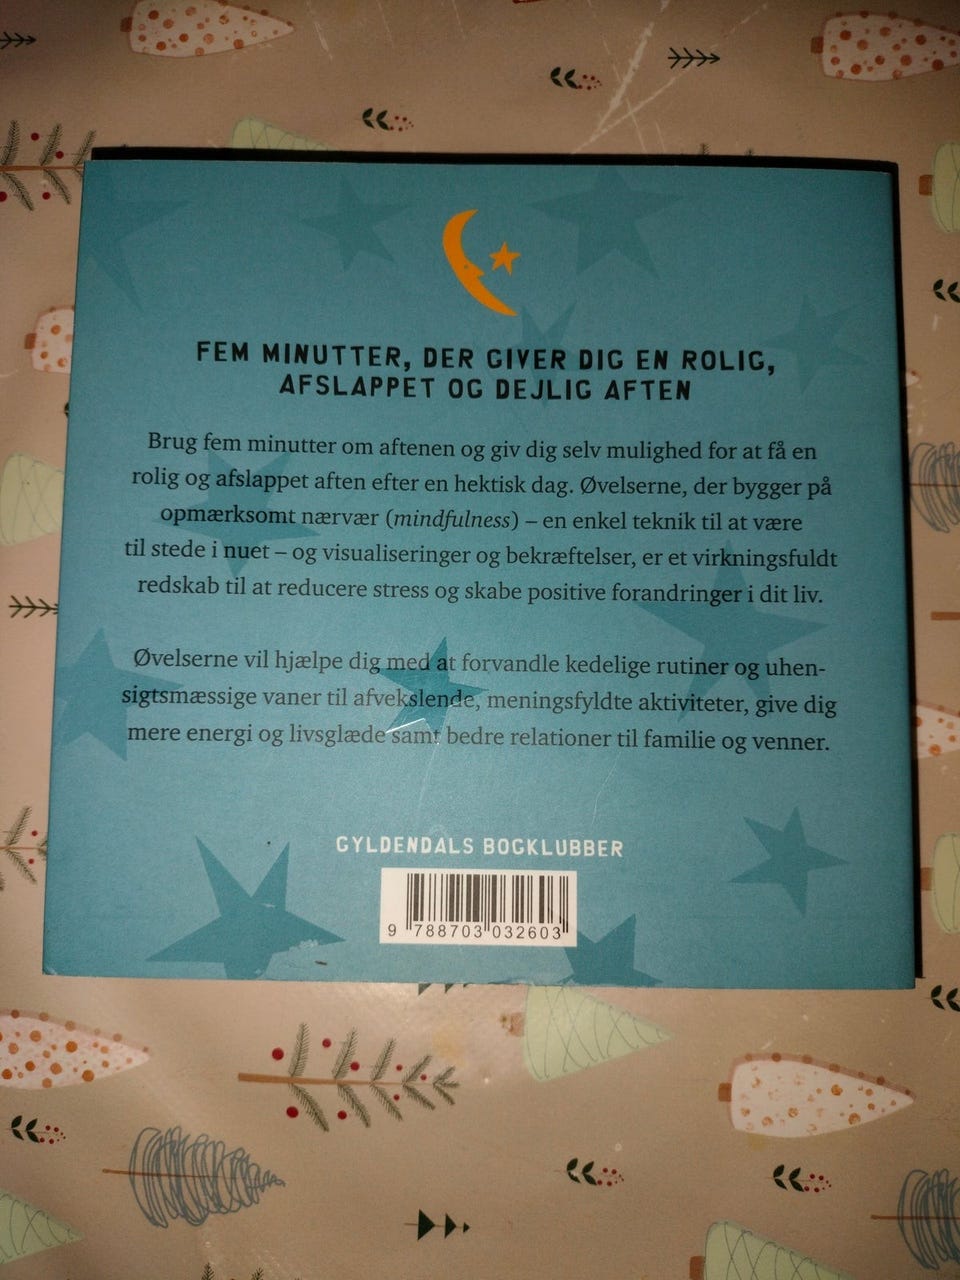 FEM MINUTTER, DER GIVER DIG EN ROLIG,
AFSLAPPET OG DEJLIG AFTEN
Brug fem minutter om aftenen og giv dig selv mulighed for at få en
rolig og afslappet aften efter en hektisk dag. Øvelserne, der bygger på
opmærksomt nærvær (mindfulness) – en enkel teknik til at være
til stede i nuet – og visualiseringer og bekræftelser, er et virkningsfuldt
redskab til at reducere stress og skabe positive forandringer i dit liv.
Øvelserne vil hjælpe dig med at forvandle kedelige rutiner og uhen-
sigtsmæssige vaner til afvekslende, meningsfyldte aktiviteter, give dig
mere energi og livsglæde samt bedre relationer til familie og venner.
GYLDENDALS BOGKLUBBER
9 788703 032603